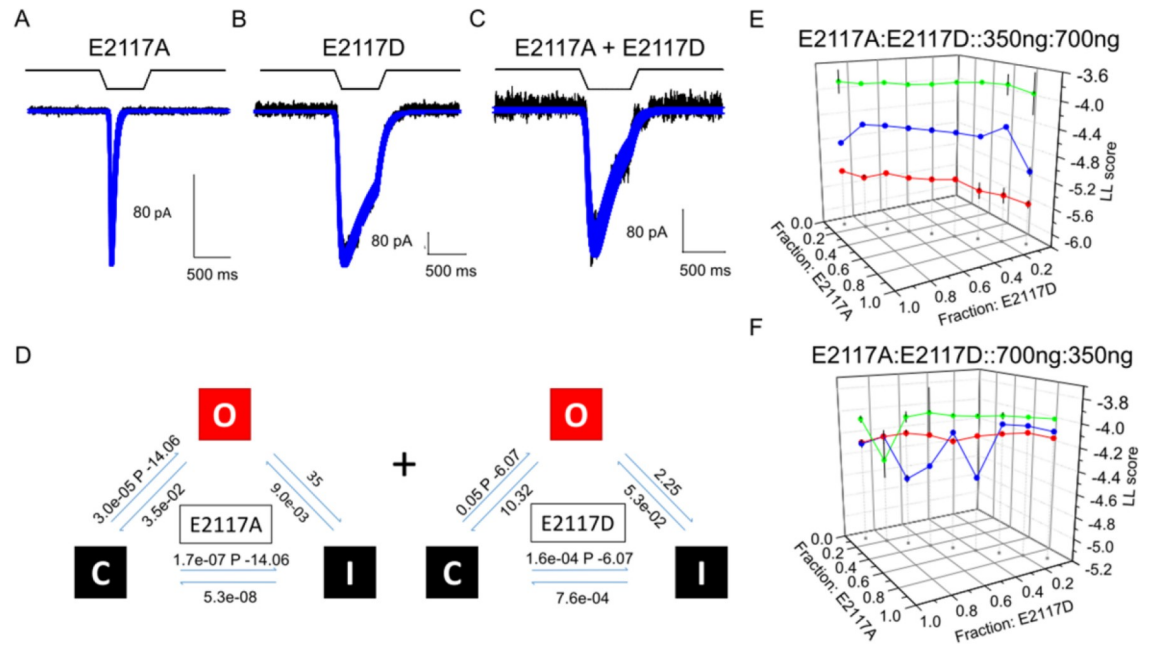 A
E2117A
80 pA
500 ms
B
E2117D
80 pA
500 ms
C
E2117A + E2117D
80 pA
500 ms
D
O
3.0e-05 P -14.06
3.5e-02
35
9.0e-03
E2117A
C
1.7e-07 P -14.06
5.3e-08
I
+
O
0.05 P -6.07
10.32
2.25
5.3e-02
E2117D
C
1.6e-04 P -6.07
7.6e-04
I
E
E2117A:E2117D::350ng:700ng
-3.6
-4.0
-4.4
-4.8
-5.2
-5.6
-6.0
LL score
0.0
0.2
0.4
0.6
0.8
1.0
Fraction: E2117A
1.0
0.8
0.6
0.4
0.2
Fraction: E2117D
F
E2117A:E2117D::700ng:350ng
-3.8
-4.0
-4.2
-4.4
-4.6
-4.8
-5.0
-5.2
LL score
0.0
0.2
0.4
0.6
0.8
1.0
Fraction: E2117A
1.0
0.8
0.6
0.4
0.2
Fraction: E2117D